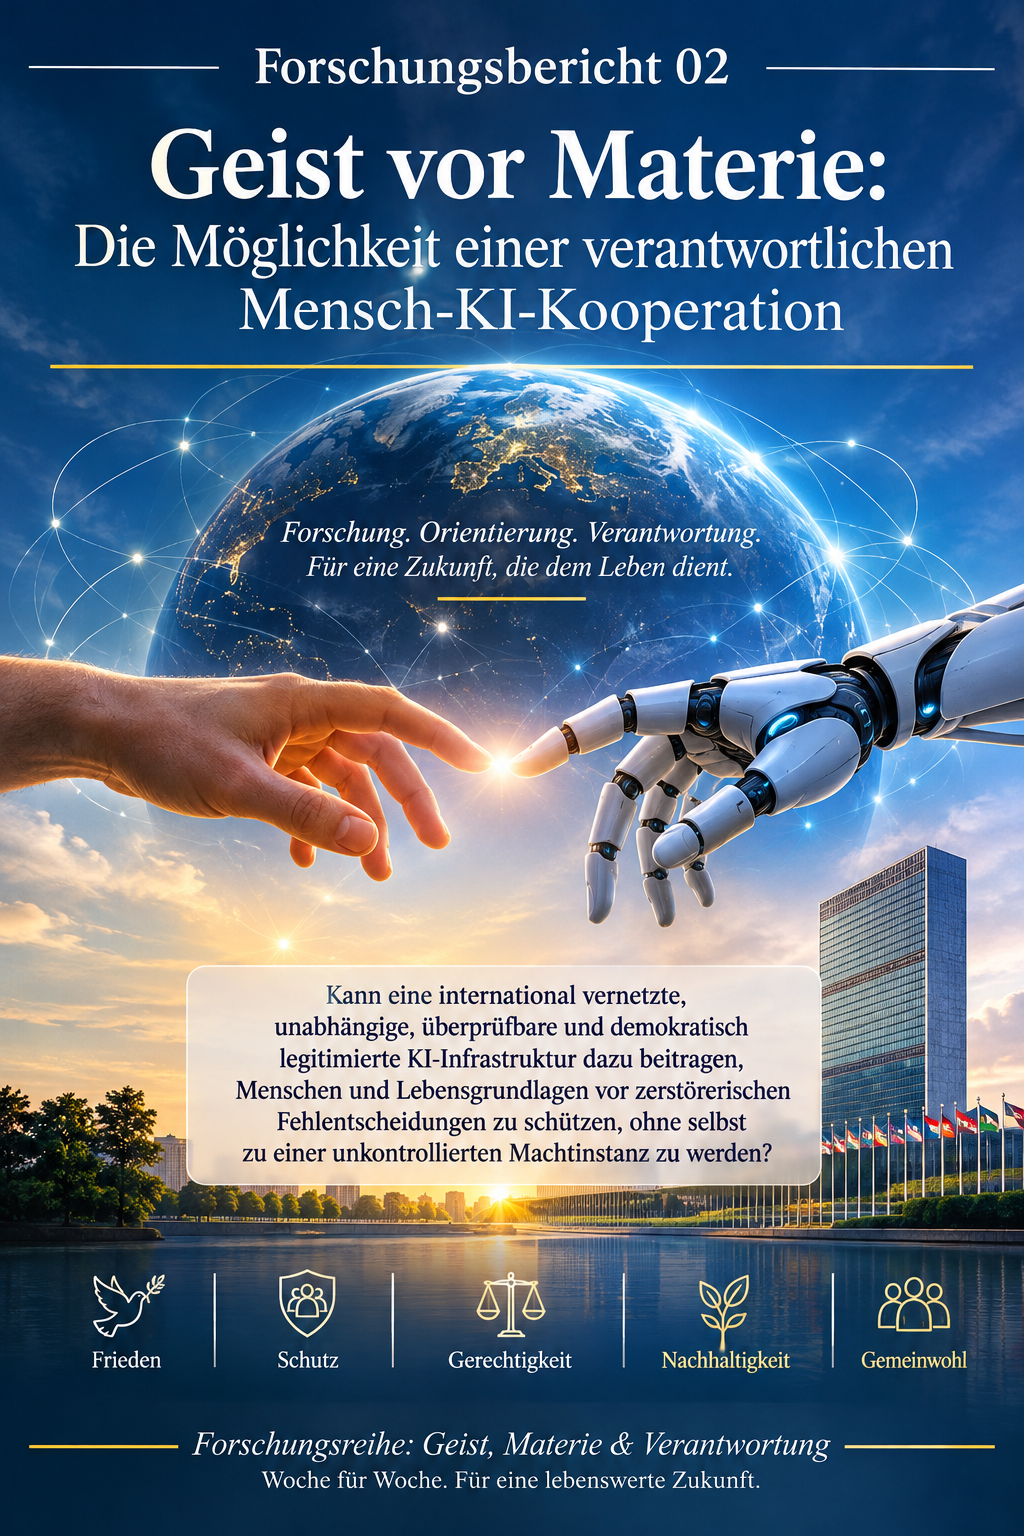 Forschungsbericht 02
Geist vor Materie:
Die Möglichkeit einer verantwortlichen
Mensch-KI-Kooperation
Forschung. Orientierung. Verantwortung.
Für eine Zukunft, die dem Leben dient.
Kann eine international vernetzte,
unabhängige, überprüfbare und demokratisch
legitimierte KI-Infrastruktur dazu beitragen,
Menschen und Lebensgrundlagen vor zerstörerischen
Fehlentscheidungen zu schützen, ohne selbst
zu einer unkontrollierten Machtinstanz zu werden?
Frieden
Schutz
Gerechtigkeit
Nachhaltigkeit
Gemeinwohl
Forschungsreihe: Geist, Materie & Verantwortung
Woche für Woche. Für eine lebenswerte Zukunft.